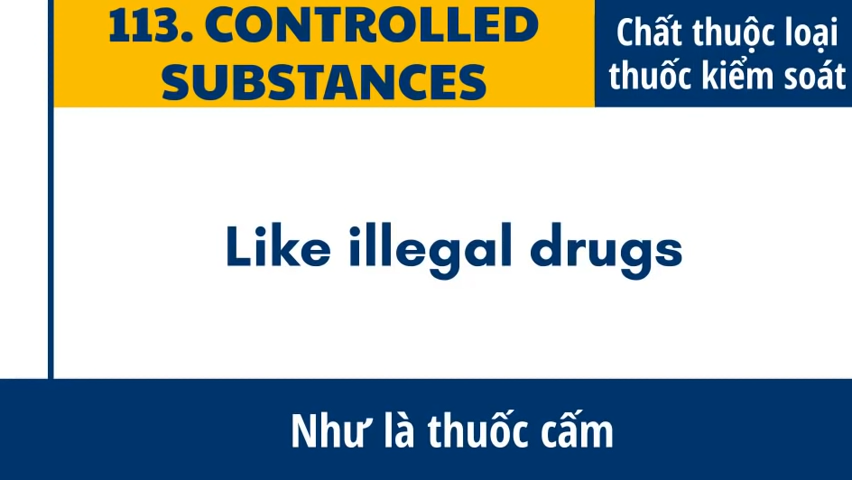 113. CONTROLLED
SUBSTANCES
Chất thuộc loại
thuốc kiểm soát
Like illegal drugs
Như là thuốc cấm